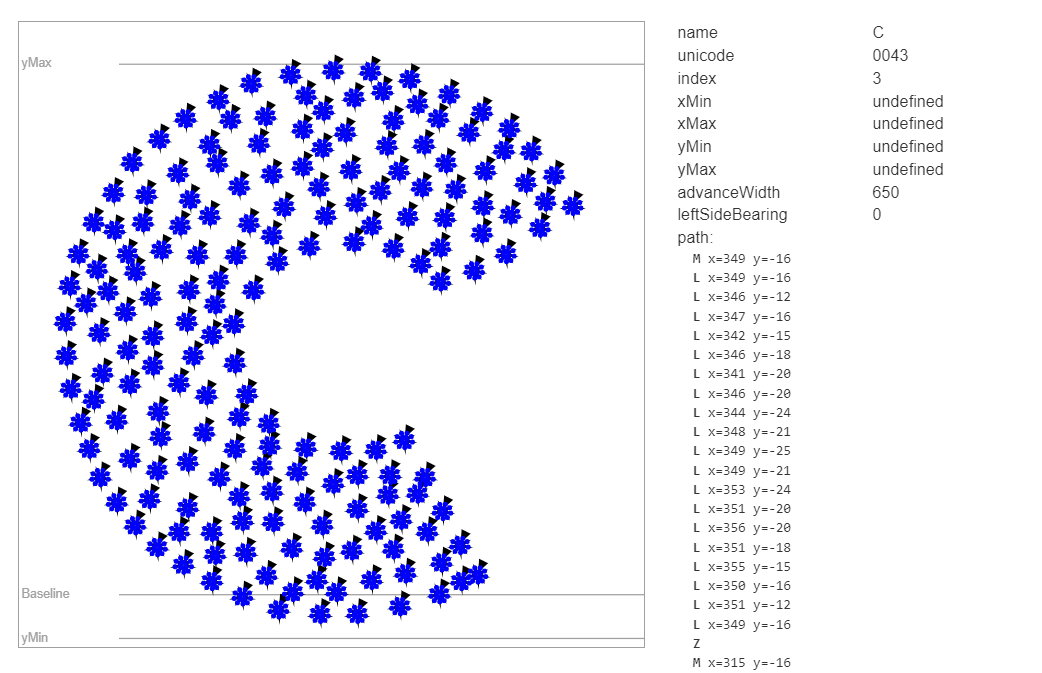 yMax
Baseline
yMin
name C
unicode 0043
index 3
xMin undefined
xMax undefined
yMin undefined
yMax undefined
advanceWidth 650
leftSideBearing 0
path:
M x=349 y=-16
L x=349 y=-16
L x=346 y=-12
L x=347 y=-16
L x=342 y=-15
L x=346 y=-18
L x=341 y=-20
L x=346 y=-20
L x=344 y=-24
L x=348 y=-21
L x=349 y=-25
L x=349 y=-21
L x=353 y=-24
L x=351 y=-20
L x=356 y=-20
L x=351 y=-18
L x=355 y=-15
L x=350 y=-16
L x=351 y=-12
L x=349 y=-16
Z
M x=315 y=-16